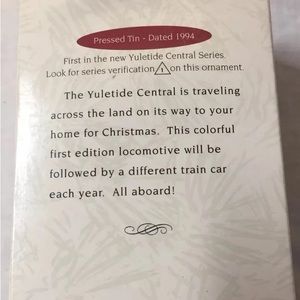 Pressed Tin - Dated 1994
First in the new Yuletide Central Series.
Look for series verification 1 on this ornament.
The Yuletide Central is traveling
across the land on its way to your
home for Christmas. This colorful
first edition locomotive will be
followed by a different train car
each year. All aboard!